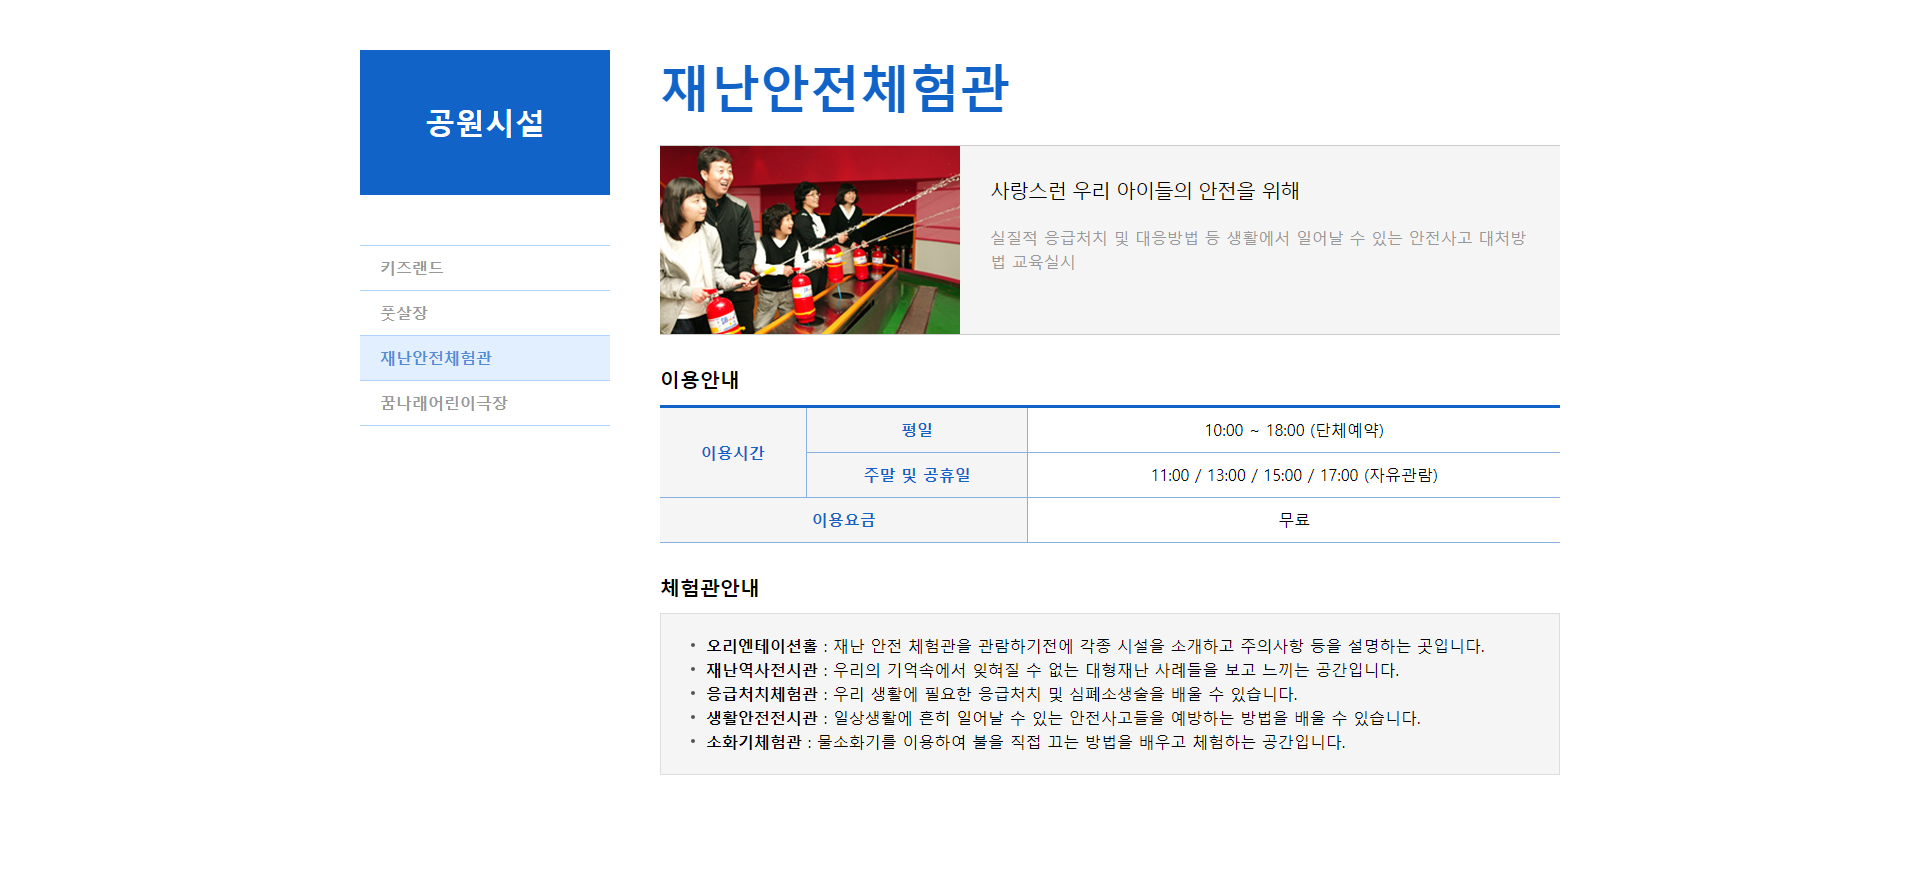 공원시설
키즈랜드
풋살장
재난안전체험관
꿈나래어린이극장
재난안전체험관
사랑스런 우리 아이들의 안전을 위해
실질적 응급처치 및 대응방법 등 생활에서 일어날 수 있는 안전사고 대처방
법 교육실시
이용안내
이용시간
평일
10:00 ~ 18:00 (단체예약)
주말 및 공휴일
11:00 / 13:00 / 15:00 / 17:00 (자유관람)
이용요금
무료
체험관안내
• 오리엔테이션홀 : 재난 안전 체험관을 관람하기전에 각종 시설을 소개하고 주의사항 등을 설명하는 곳입니다.
• 재난역사전시관 : 우리의 기억속에서 잊혀질 수 없는 대형재난 사례들을 보고 느끼는 공간입니다.
• 응급처치체험관 : 우리 생활에 필요한 응급처치 및 심폐소생술을 배울 수 있습니다.
• 생활안전전시관 : 일상생활에 흔히 일어날 수 있는 안전사고들을 예방하는 방법을 배울 수 있습니다.
• 소화기체험관 : 물소화기를 이용하여 불을 직접 끄는 방법을 배우고 체험하는 공간입니다.